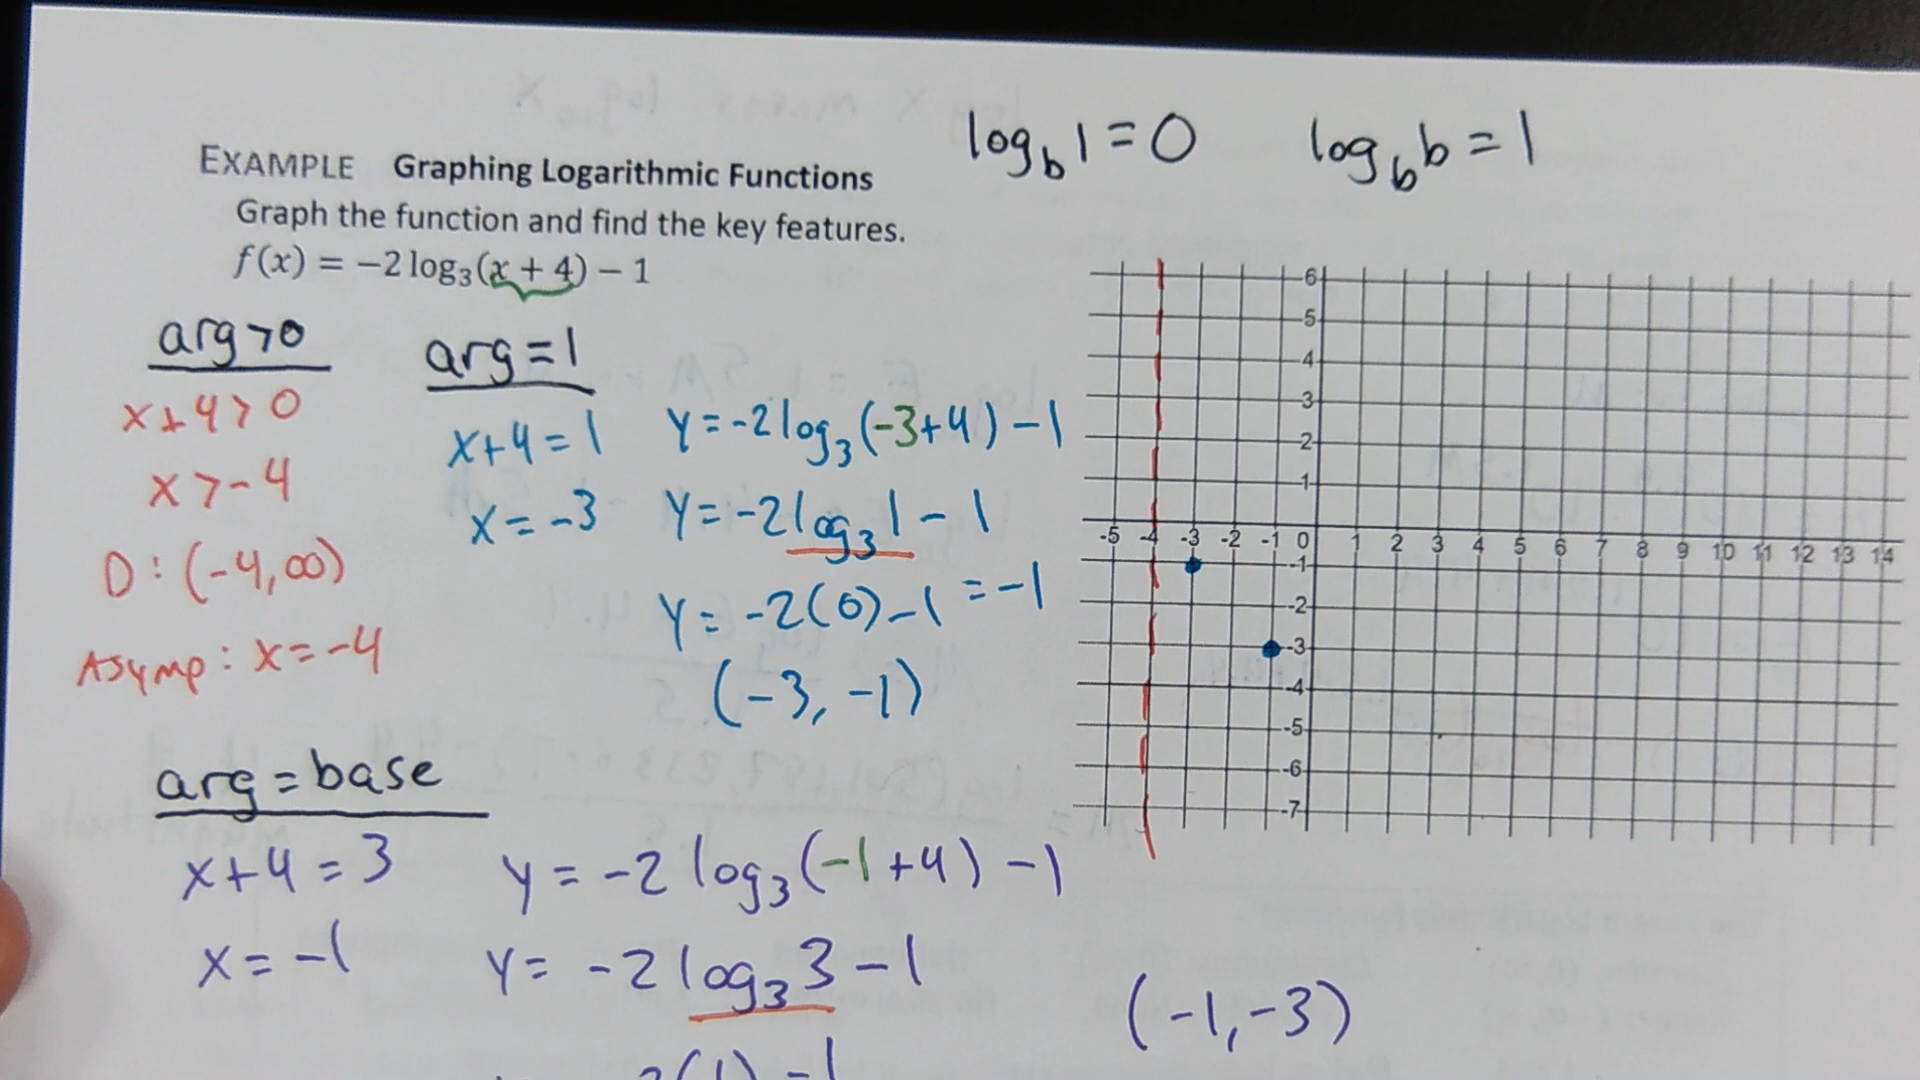 log_b 1 = 0    log_b b = 1
EXAMPLE Graphing Logarithmic Functions
Graph the function and find the key features.
f(x) = −2 log₃(x + 4) − 1
arg > 0
x + 4 > 0
x > -4
D : (-4, ∞)
Asymp : x = -4
arg = 1
x + 4 = 1
x = -3
y = -2 log₃(-3+4) - 1
y = -2 log₃ 1 - 1
y = -2(0) - 1 = -1
(-3, -1)
6
5
4
3
2
1
-5 -4 -3 -2 -1 0 1 2 3 4 5 6 7 8 9 10 11 12 13 14
-1
-2
-3
-4
-5
-6
-7
arg = base
x + 4 = 3
x = -1
y = -2 log₃(-1+4) - 1
y = -2 log₃ 3 - 1
2(1) - 1
(-1, -3)